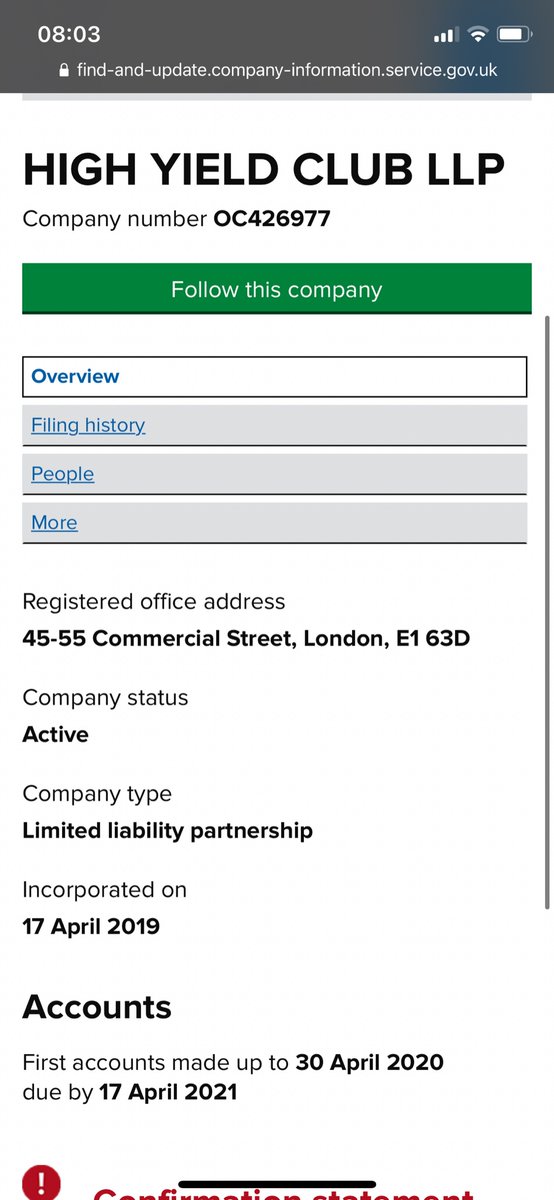 08:03
find-and-update.company-information.service.gov.uk
HIGH YIELD CLUB LLP
Company number OC426977
Follow this company
Overview
Filing history
People
More
Registered office address
45-55 Commercial Street, London, E1 63D
Company status
Active
Company type
Limited liability partnership
Incorporated on
17 April 2019
Accounts
First accounts made up to 30 April 2020
due by 17 April 2021
!
Confirmation statement